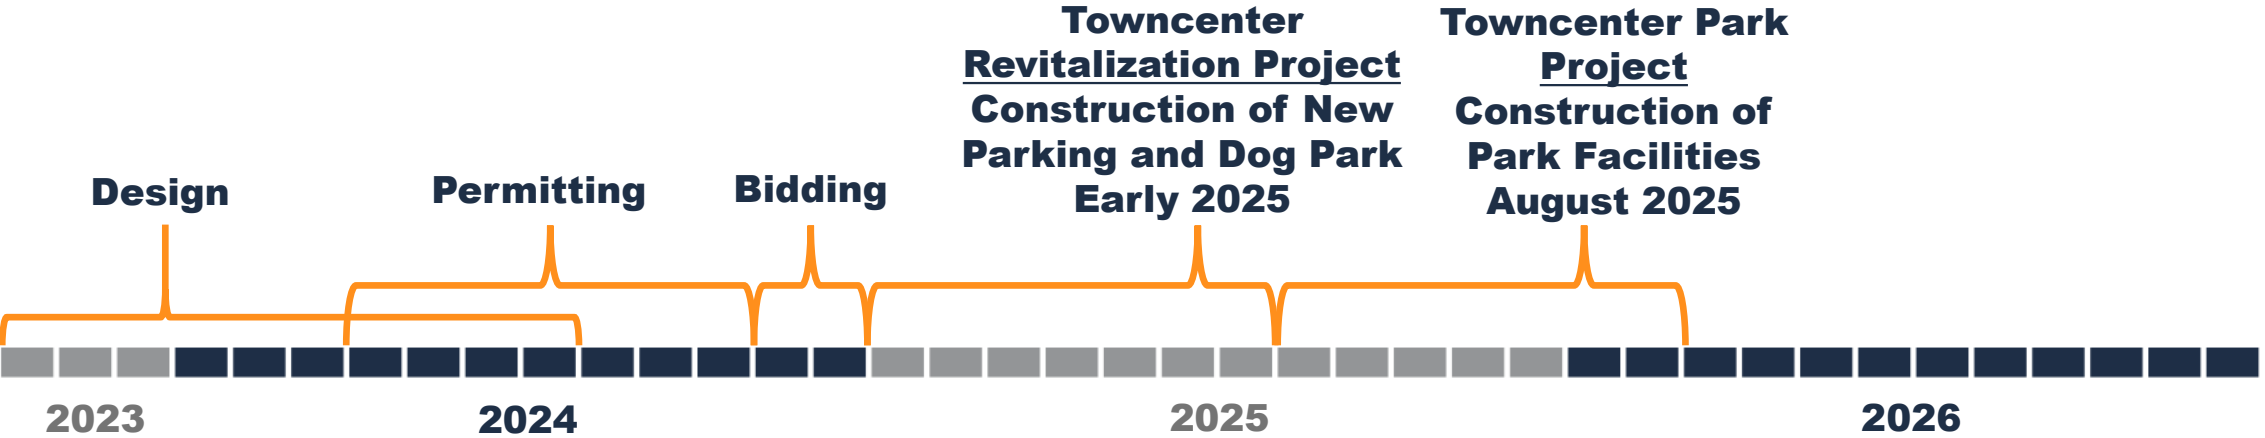 Design
Permitting
Bidding
Towncenter
Revitalization Project
Construction of New
Parking and Dog Park
Early 2025
Towncenter Park
Project
Construction of
Park Facilities
August 2025
2023
2024
2025
2026